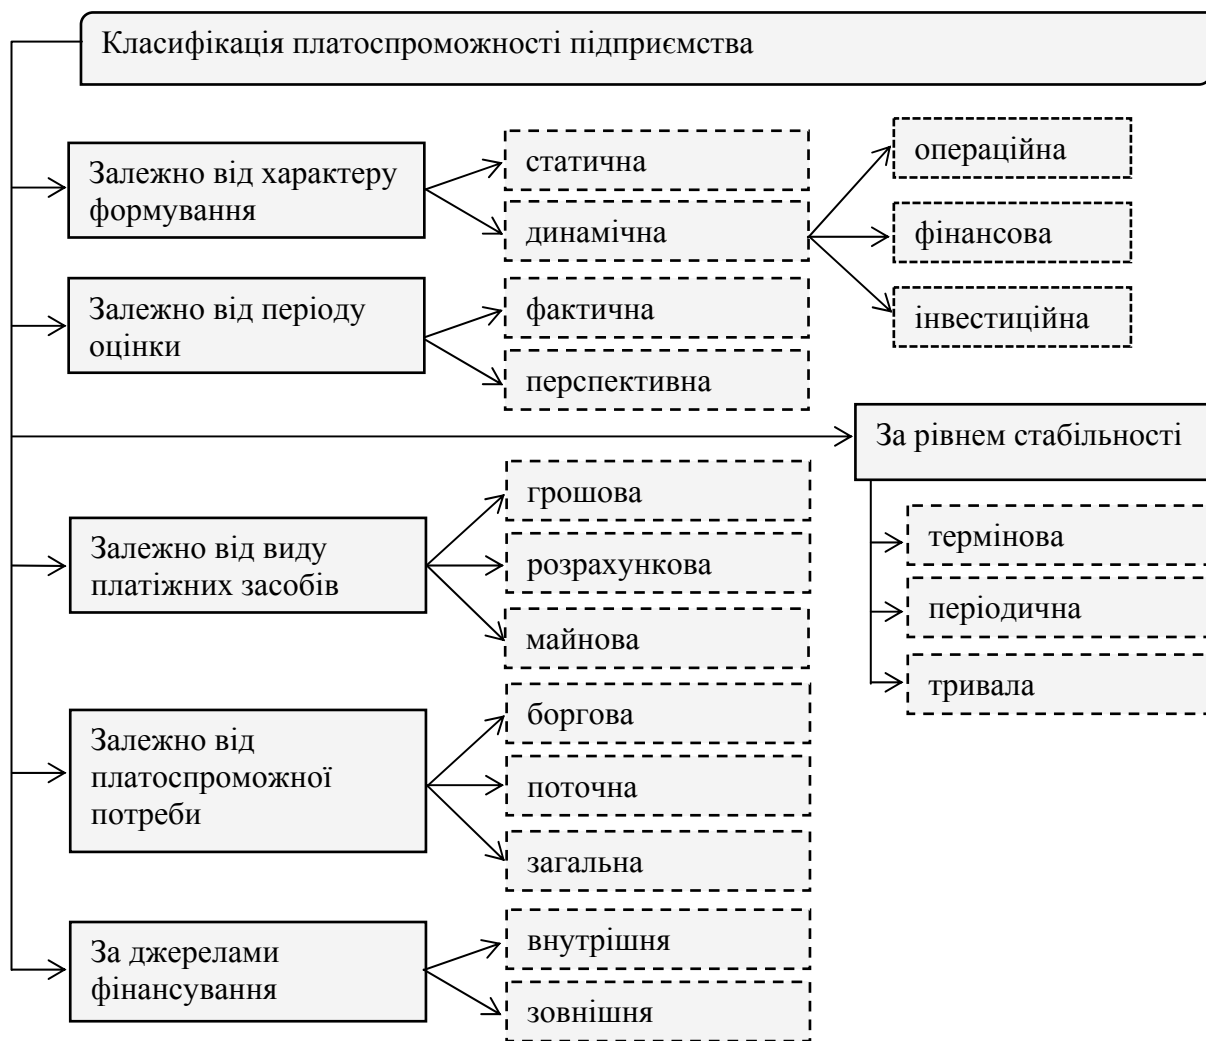 Класифікація платоспроможності підприємства
Залежно від характеру
формування
статична
динамічна
операційна
фінансова
інвестиційна
Залежно від періоду
оцінки
фактична
перспективна
За рівнем стабільності
термінова
періодична
тривала
Залежно від виду
платіжних засобів
грошова
розрахункова
майнова
Залежно від
платоспроможної
потреби
боргова
поточна
загальна
За джерелами
фінансування
внутрішня
зовнішня